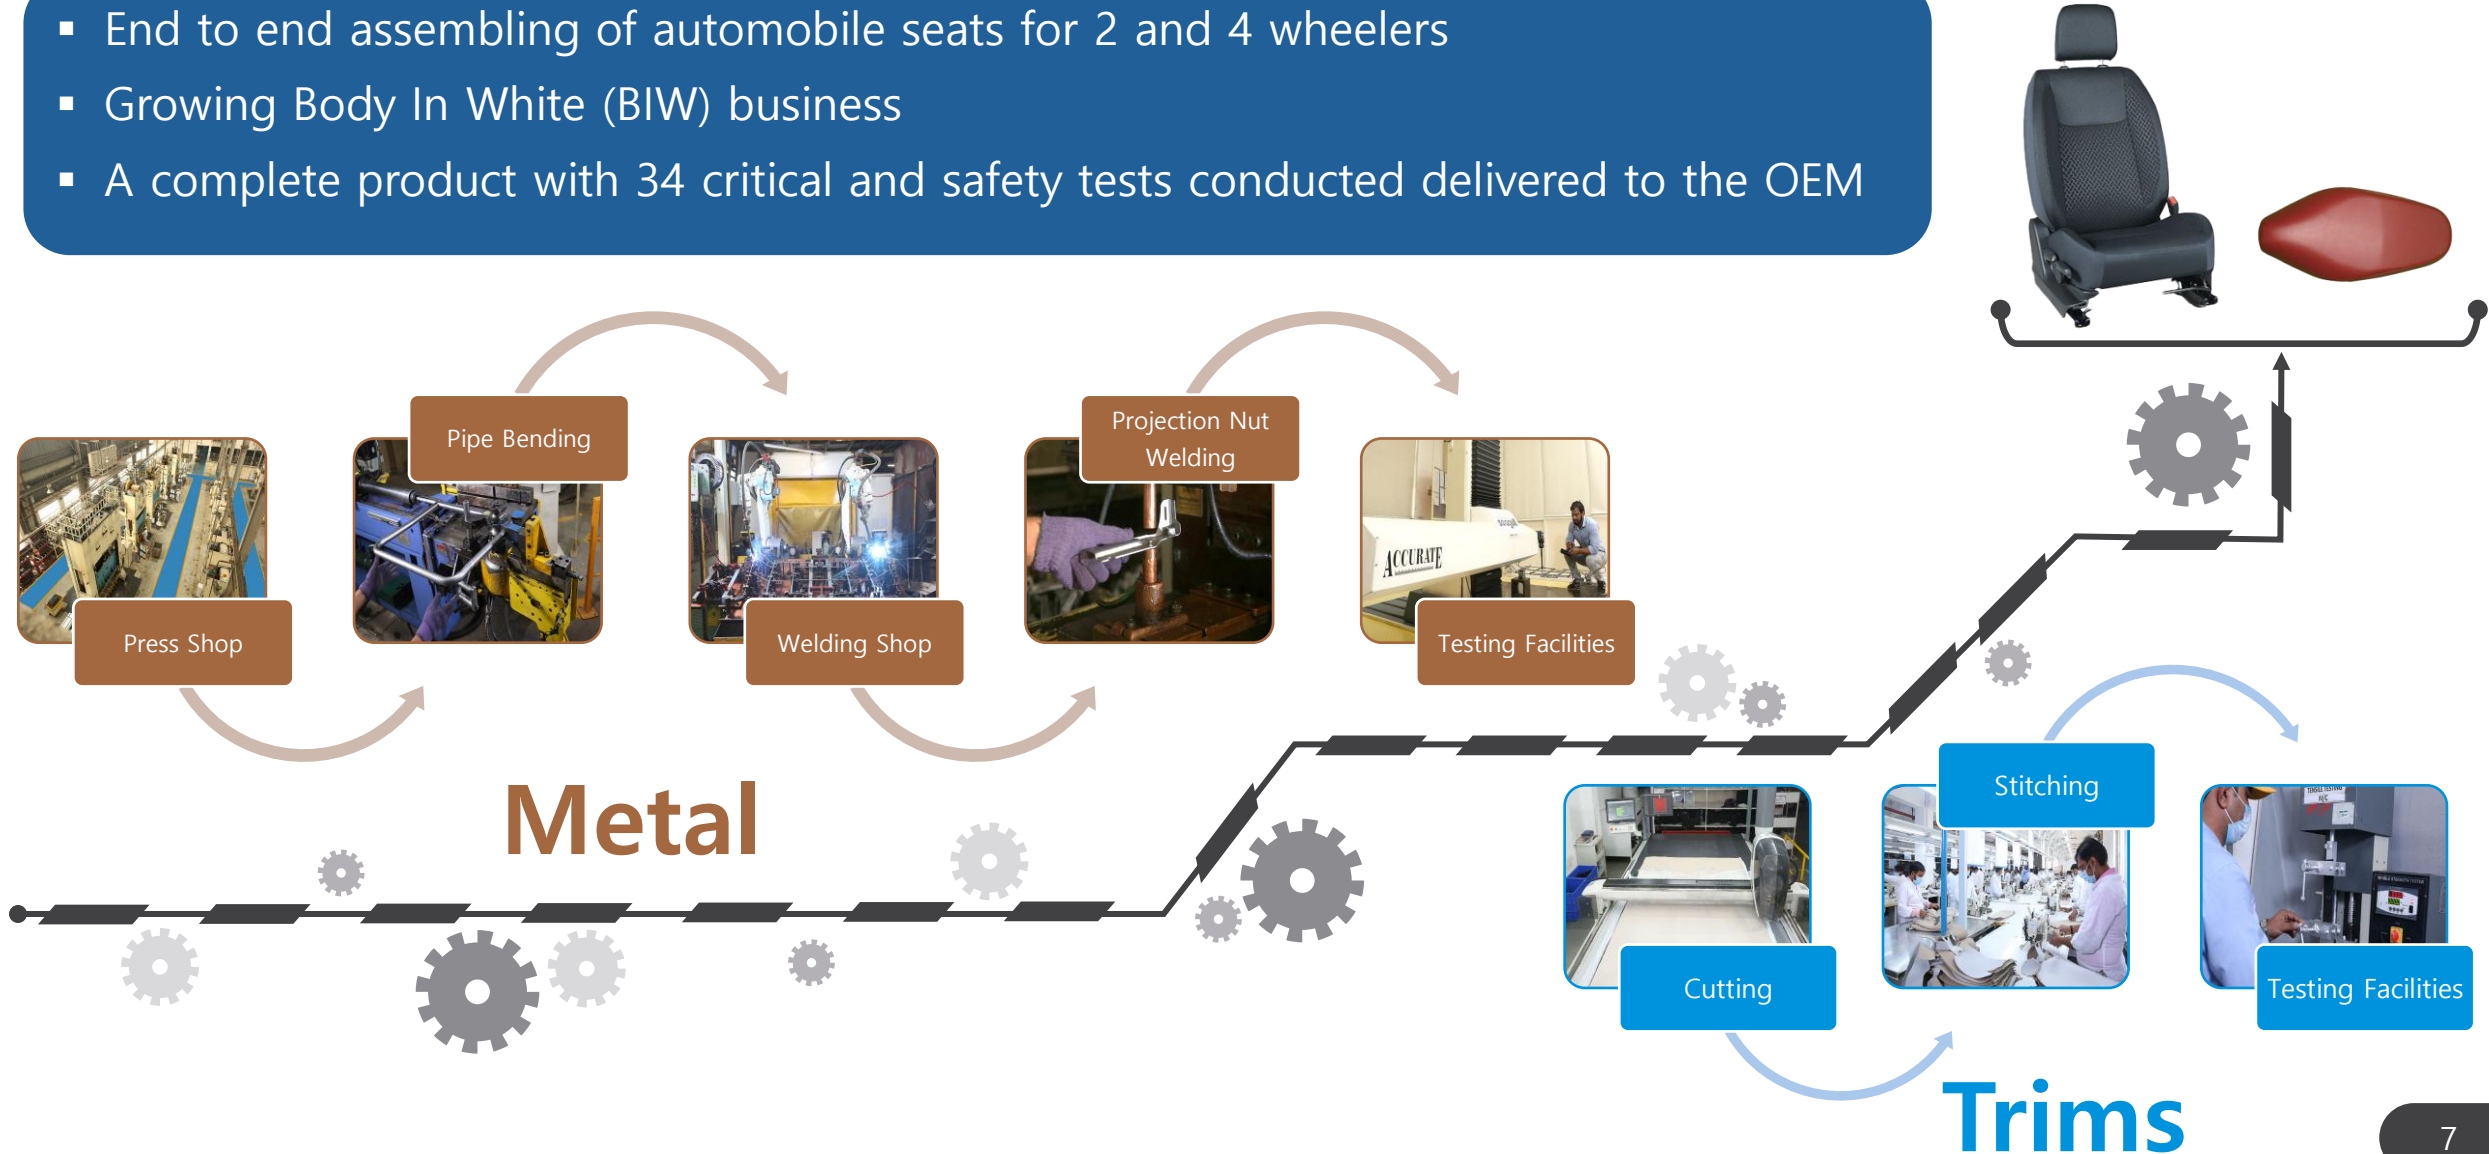 ▪ End to end assembling of automobile seats for 2 and 4 wheelers
▪ Growing Body In White (BIW) business
▪ A complete product with 34 critical and safety tests conducted delivered to the OEM
Pipe Bending
Projection Nut
Welding
ACCURATE
Press Shop
Welding Shop
Testing Facilities
Metal
Stitching
TENSILE TESTING
M/C
Cutting
Testing Facilities
Trims
7